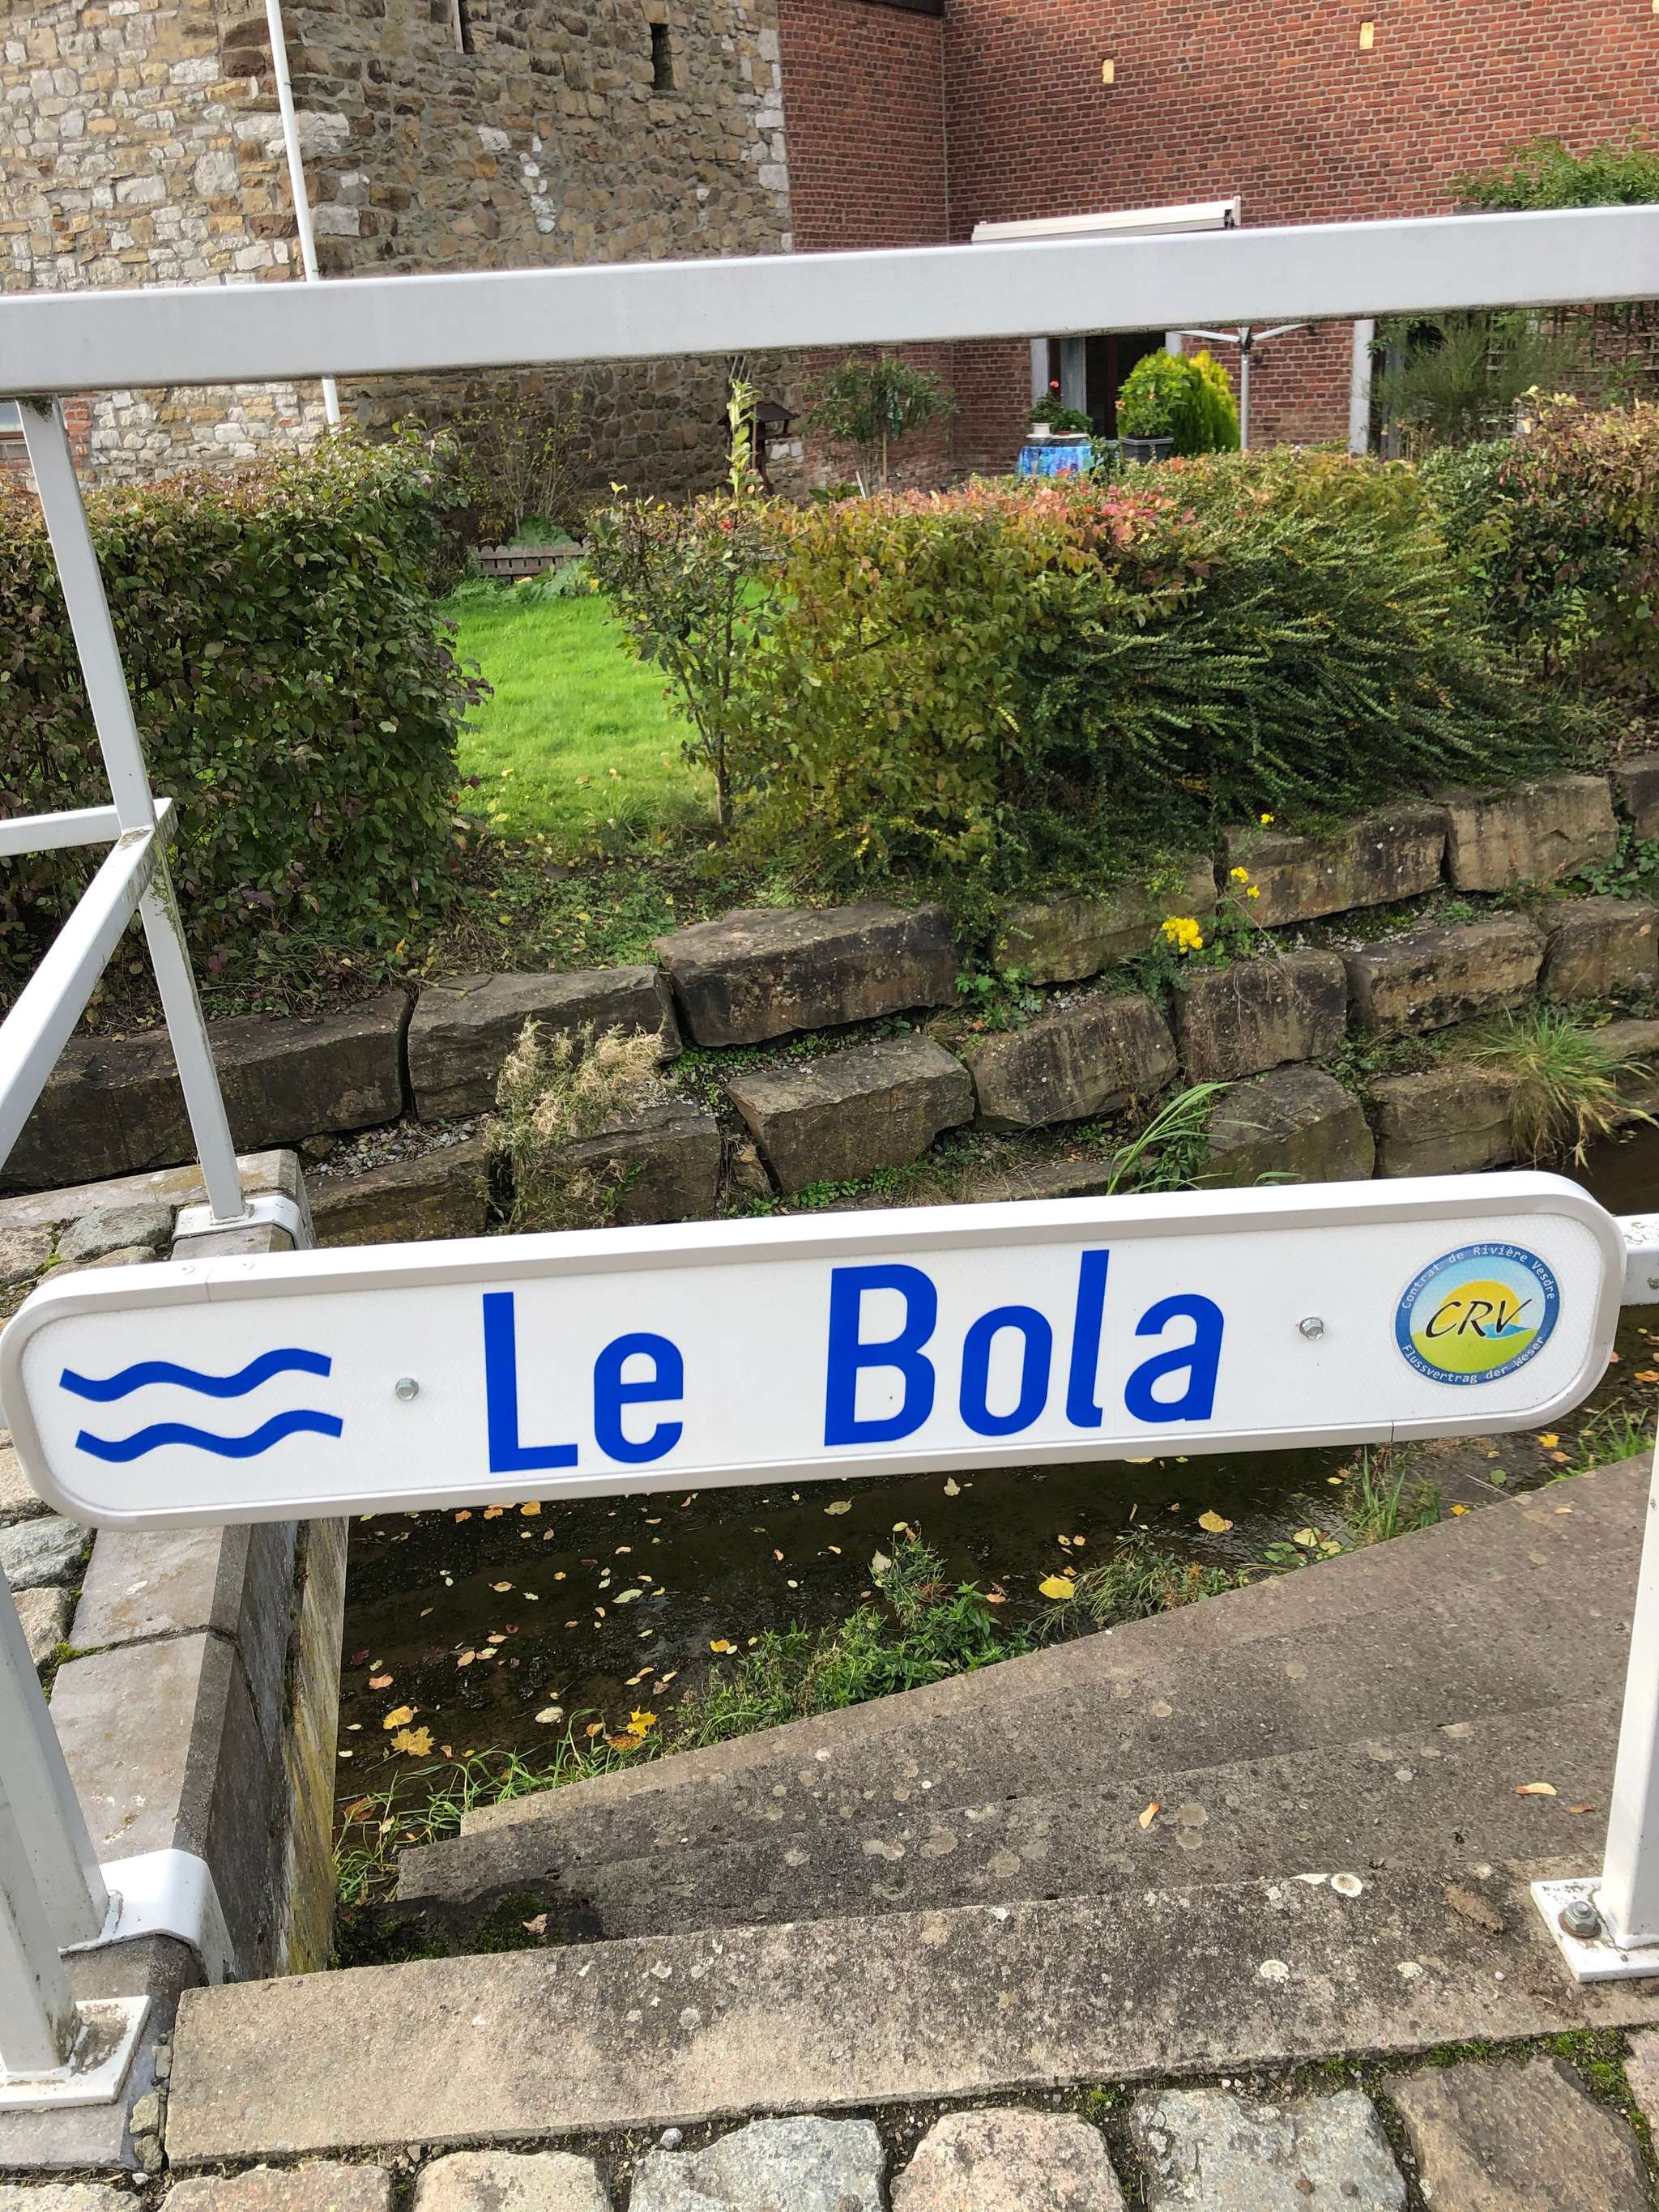 Le Bola
Contrat de Rivière Vesdre
CRV
Flussvertrag der Weser